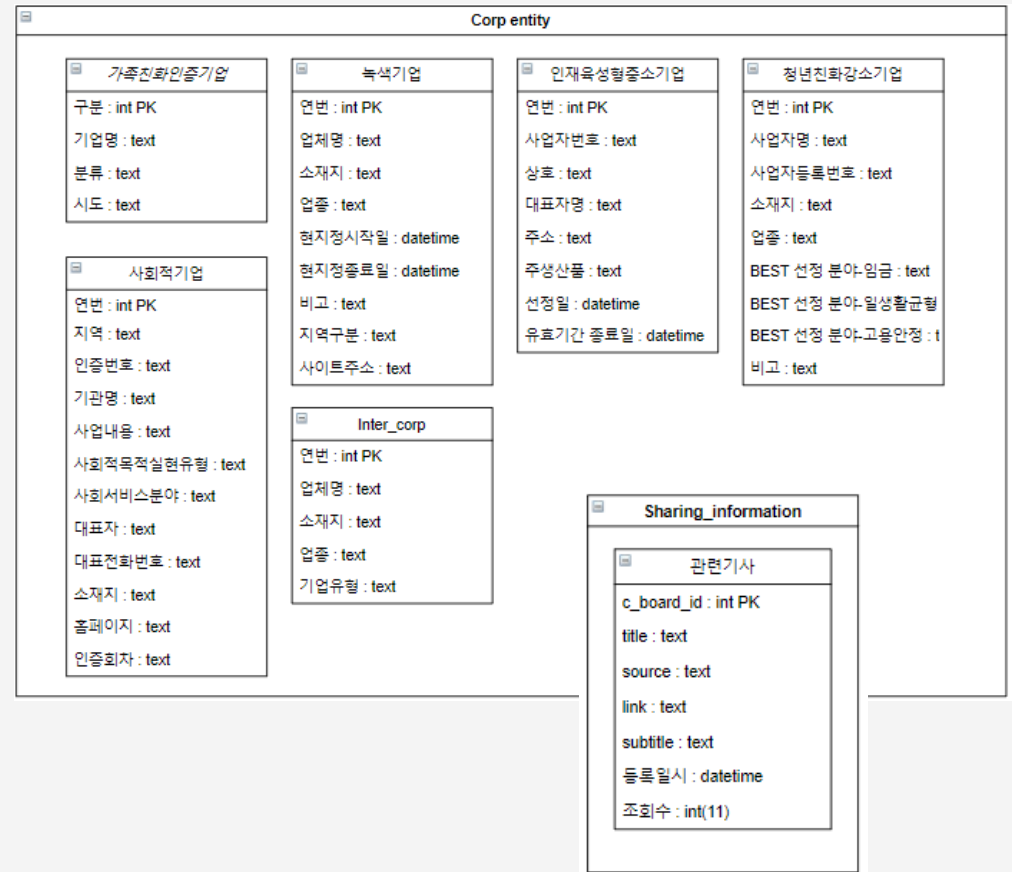 Corp entity
가족친화인증기업
구분 : int PK
기업명 : text
분류 : text
시도 : text
녹색기업
연번 : int PK
업체명 : text
소재지 : text
업종 : text
현지정시작일 : datetime
현지정종료일 : datetime
비고 : text
지역구분 : text
사이트주소 : text
인재육성형중소기업
연번 : int PK
사업자번호 : text
상호 : text
대표자명 : text
주소 : text
주생산품 : text
선정일 : datetime
유효기간 종료일 : datetime
청년친화강소기업
연번 : int PK
사업자명 : text
사업자등록번호 : text
소재지 : text
업종 : text
BEST 선정 분야-임금 : text
BEST 선정 분야-일생활균형
BEST 선정 분야-고용안정 : t
비고 : text
사회적기업
연번 : int PK
지역 : text
인증번호 : text
기관명 : text
사업내용 : text
사회적목적실현유형 : text
사회서비스분야 : text
대표자 : text
대표전화번호 : text
소재지 : text
홈페이지 : text
인증회차 : text
Inter_corp
연번 : int PK
업체명 : text
소재지 : text
업종 : text
기업유형 : text
Sharing_information
관련기사
c_board_id : int PK
title : text
source : text
link : text
subtitle : text
등록일시 : datetime
조회수 : int(11)